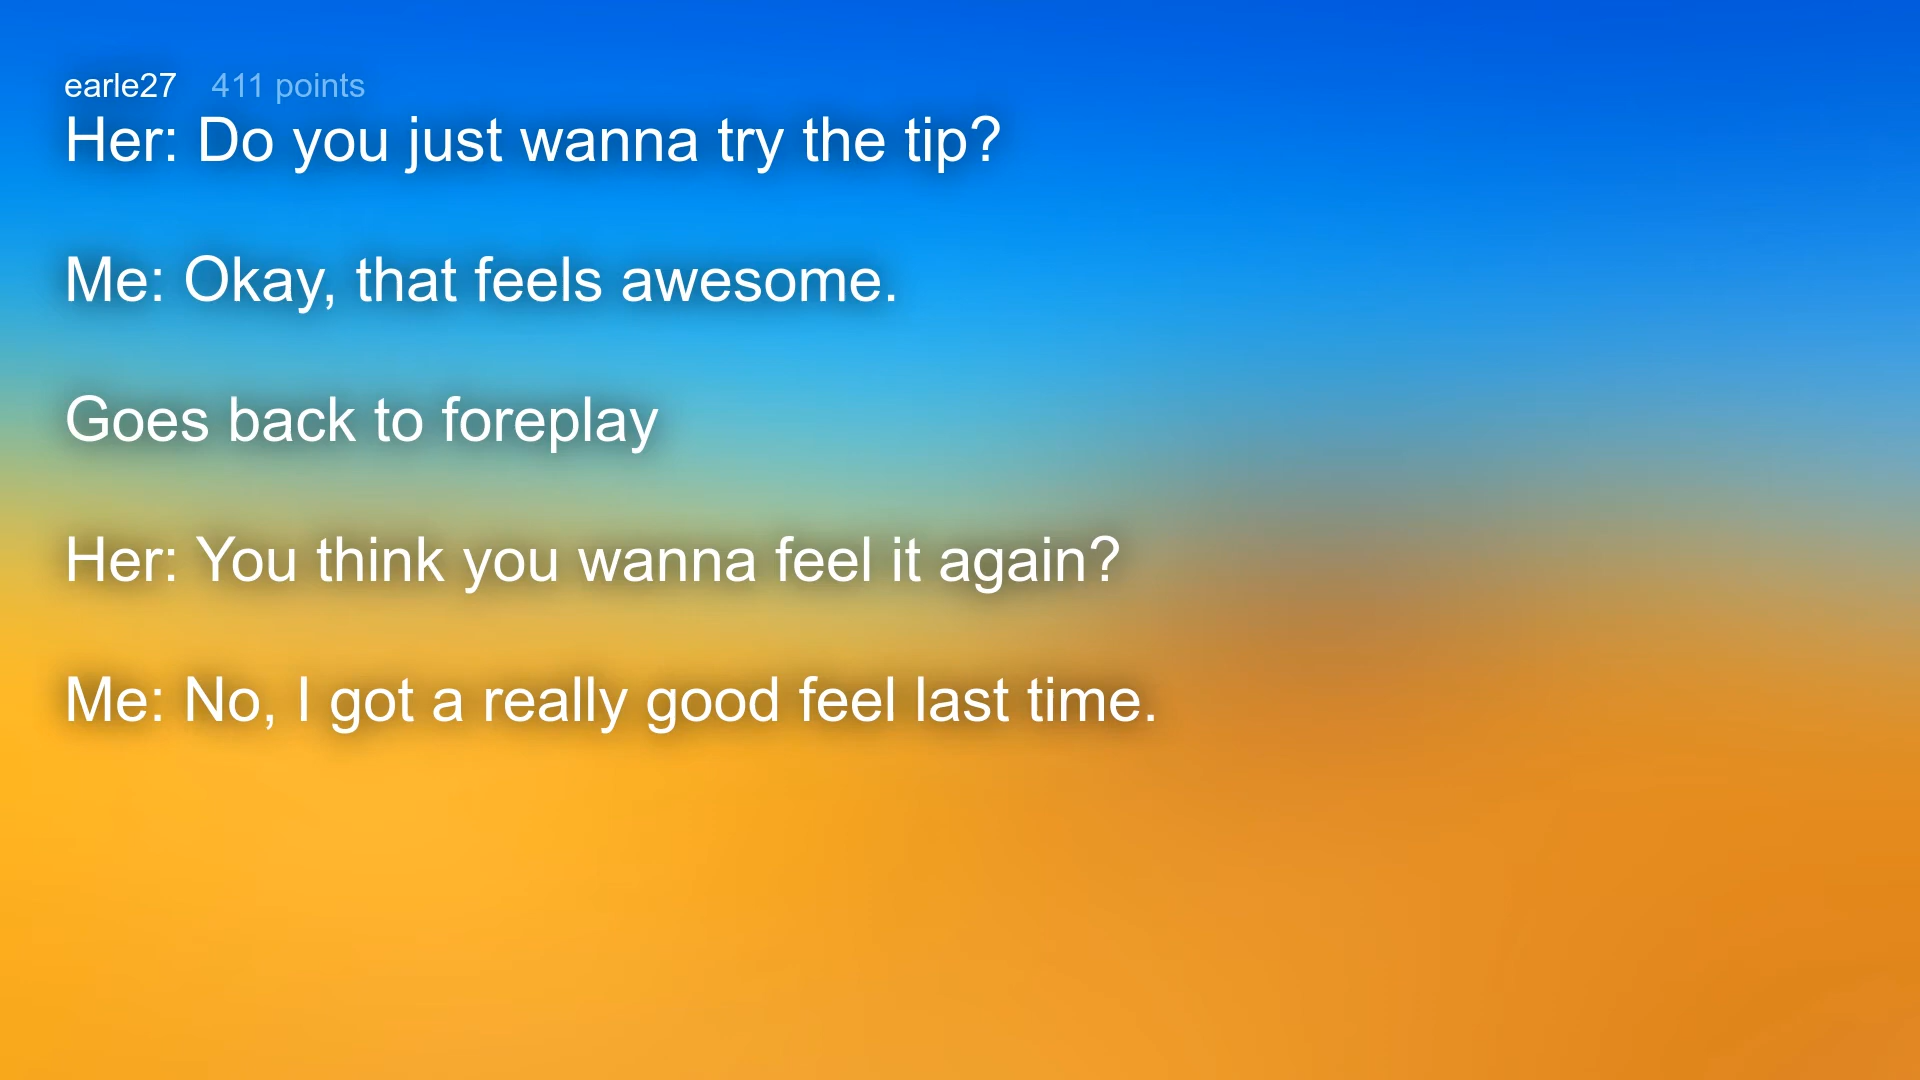 earle27 411 points
Her: Do you just wanna try the tip?
Me: Okay, that feels awesome.
Goes back to foreplay
Her: You think you wanna feel it again?
Me: No, I got a really good feel last time.